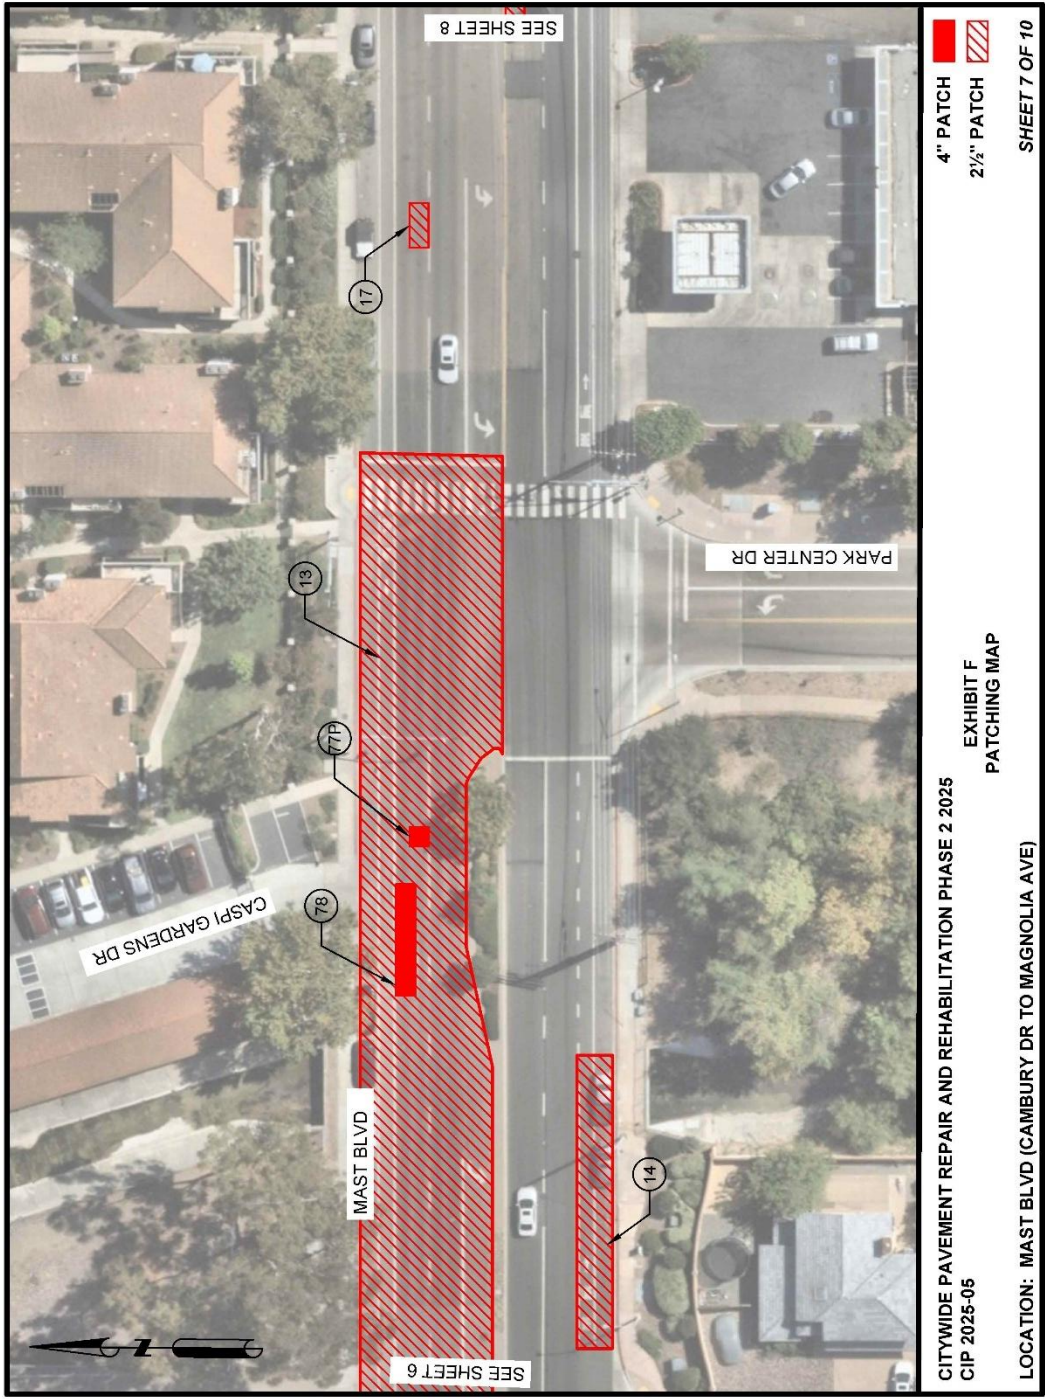 SEE SHEET 8
17
13
77P
78
CASPI GARDENS DR
MAST BLVD
PARK CENTER DR
14
N
SEE SHEET 6
4" PATCH
2½" PATCH
CITYWIDE PAVEMENT REPAIR AND REHABILITATION PHASE 2 2025
CIP 2025-05
EXHIBIT F
PATCHING MAP
LOCATION: MAST BLVD (CAMBURY DR TO MAGNOLIA AVE)
SHEET 7 OF 10